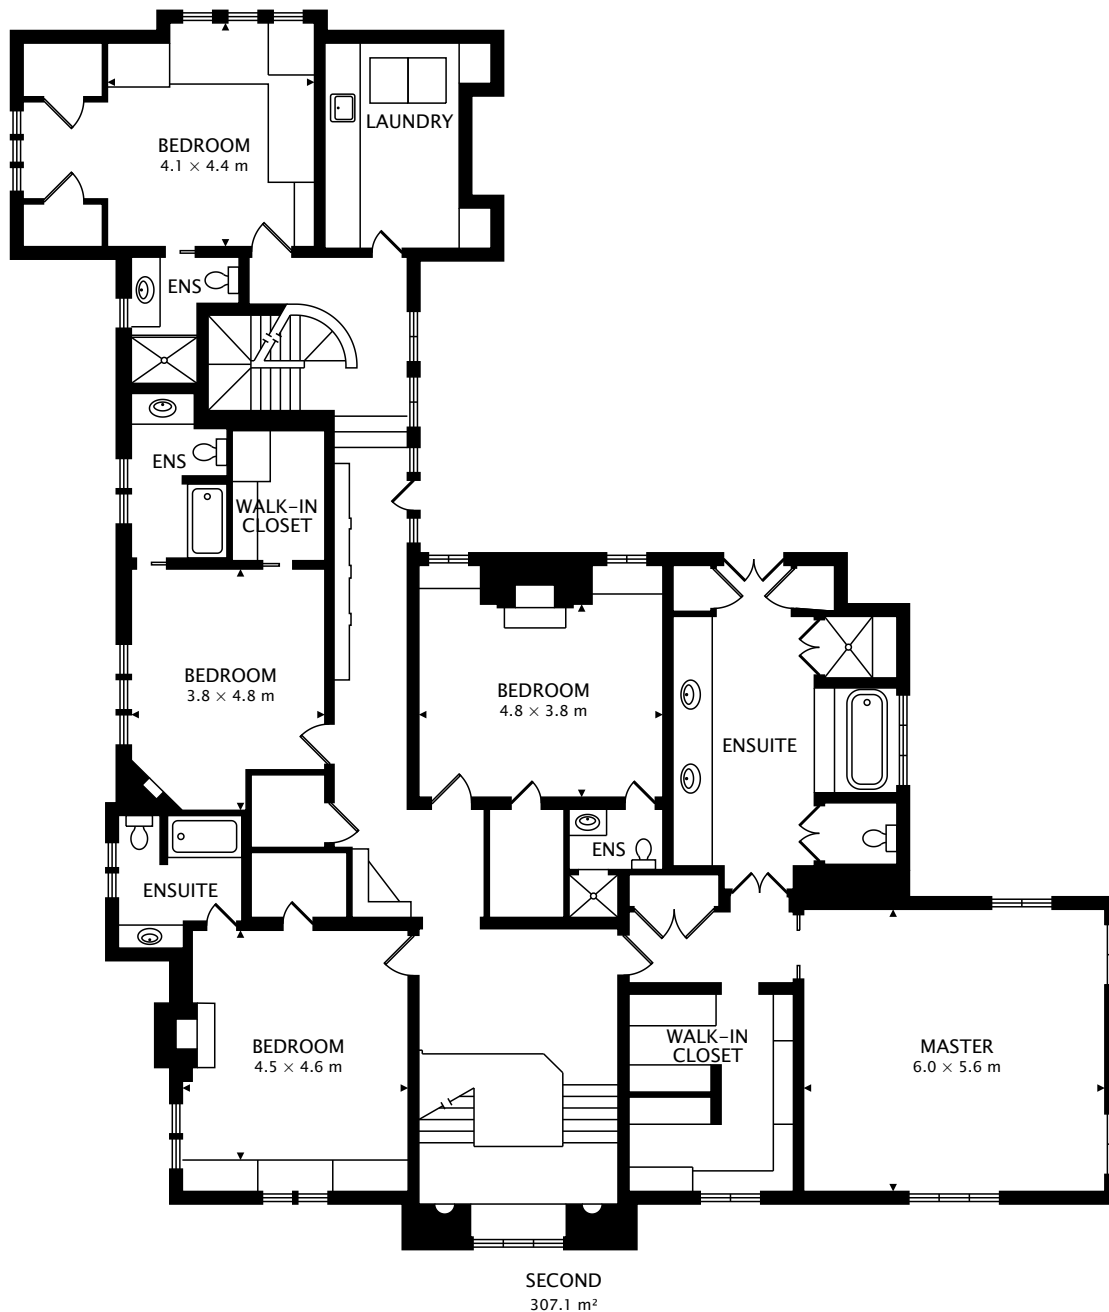 LAUNDRY
BEDROOM
4.1 × 4.4 m
ENS
ENS
WALK-IN
CLOSET
BEDROOM
3.8 × 4.8 m
BEDROOM
4.8 × 3.8 m
ENSUITE
ENS
ENSUITE
BEDROOM
4.5 × 4.6 m
WALK-IN
CLOSET
MASTER
6.0 × 5.6 m
SECOND
307.1 m²